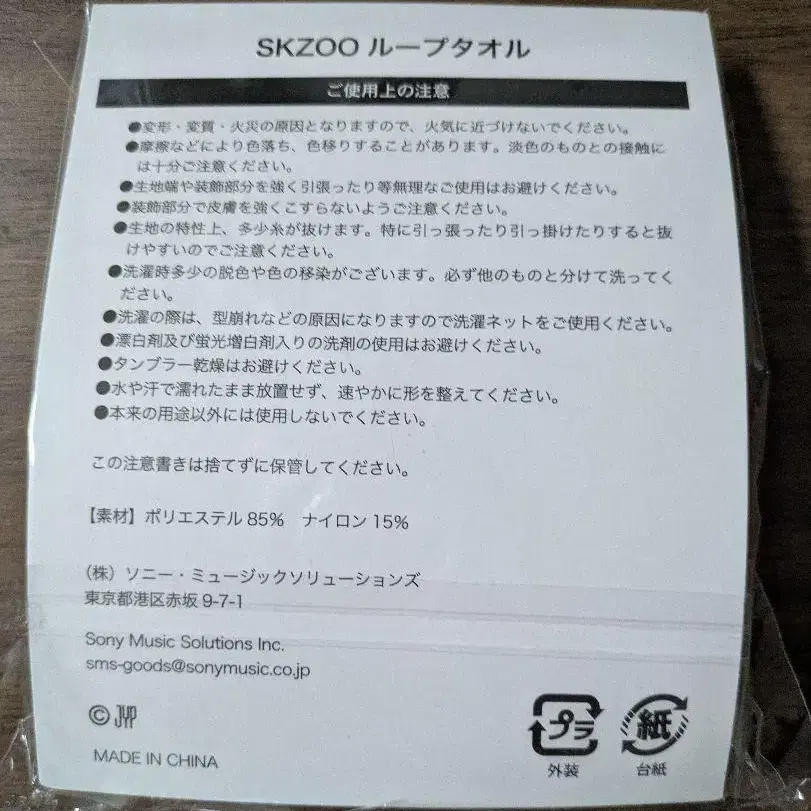 SKZOO ループタオル
ご使用上の注意
●変形・変質・火災の原因となりますので、火気に近づけないでください。
●摩擦などにより色落ち、色移りすることがあります。淡色のものとの接触に
は十分ご注意ください。
●生地端や装飾部分を強く引張ったり等無理なご使用はお避けください。
●装飾部分で皮膚を強くこすらないようご注意ください。
●生地の特性上、多少糸が抜けます。特に引っ張ったり引っ掛けたりすると抜
けやすいのでご注意ください。
●洗濯時多少の脱色や色の移染がございます。必ず他のものと分けて洗ってく
ださい。
●洗濯の際は、型崩れなどの原因になりますので洗濯ネットをご使用ください。
●漂白剤及び蛍光増白剤入りの洗剤の使用はお避けください。
●タンブラー乾燥はお避けください。
●水や汗で濡れたまま放置せず、速やかに形を整えてください。
●本来の用途以外には使用しないでください。
この注意書きは捨てずに保管してください。
【素材】ポリエステル 85% ナイロン 15%
（株）ソニー・ミュージックソリューションズ
東京都港区赤坂 9-7-1
Sony Music Solutions Inc.
sms-goods@sonymusic.co.jp
© JYP
プラ 紙
外装 台紙
MADE IN CHINA